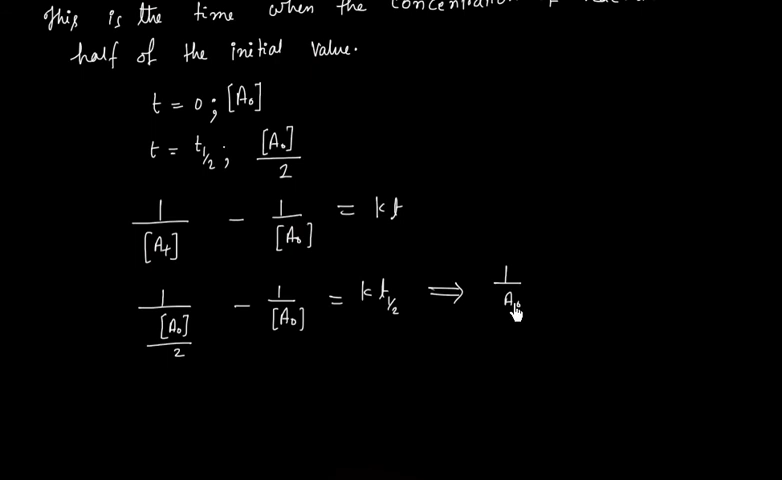 This is the time when the concentration
half of the initial value.
t = 0 ; [A₀]
t = t₁/₂ ; [A₀]/2
1/[Aₜ] - 1/[A₀] = kt
1/([A₀]/2) - 1/[A₀] = kt₁/₂ ⟹ 1/A₀